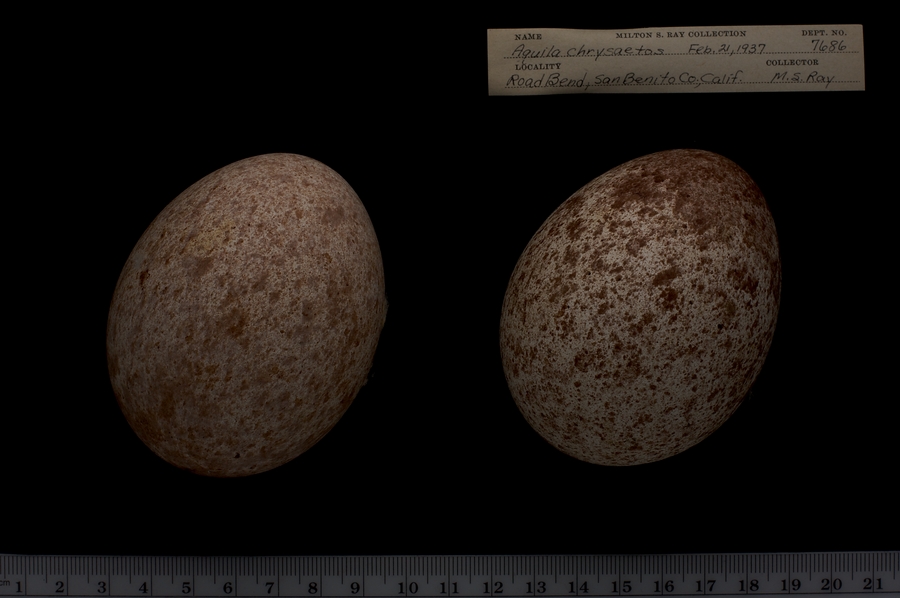 NAME MILTON S. RAY COLLECTION DEPT. NO.
Aquila chrysaetos Feb. 21, 1937 7686
LOCALITY COLLECTOR
Road Bend, San Benito Co., Calif. M.S. Ray
cm 1 2 3 4 5 6 7 8 9 10 11 12 13 14 15 16 17 18 19 20 21